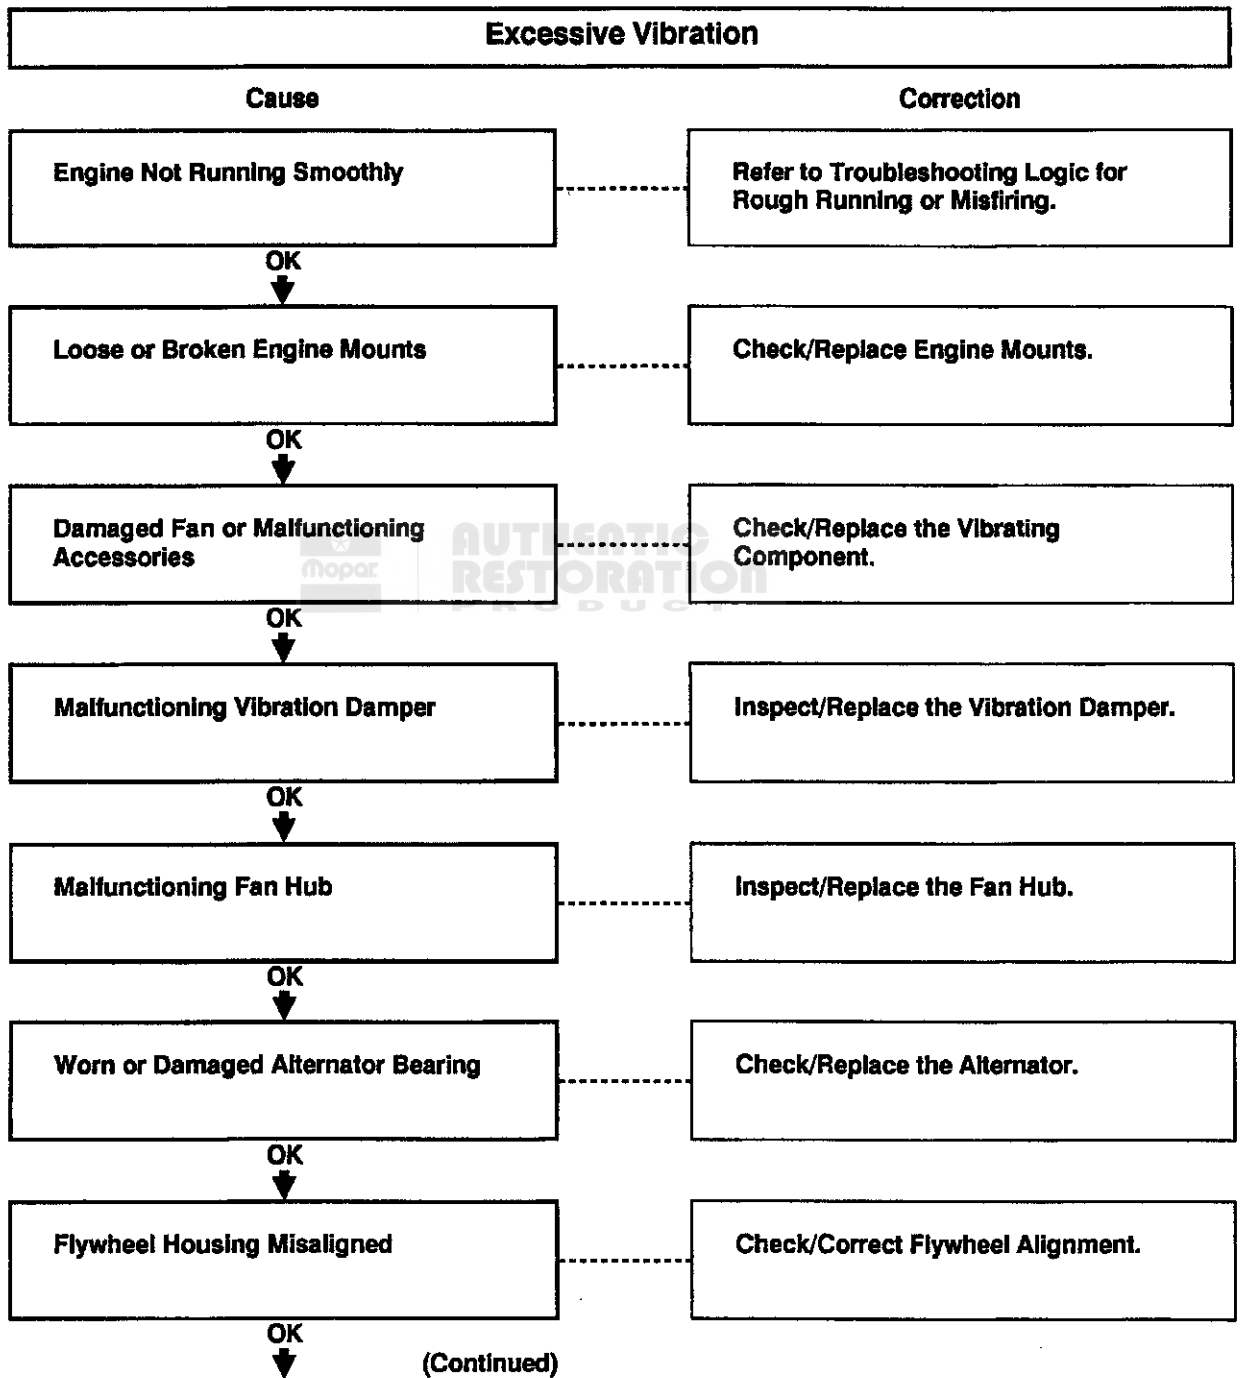 Excessive Vibration
Cause
Correction
Engine Not Running Smoothly
Refer to Troubleshooting Logic for
Rough Running or Misfiring.
OK
Loose or Broken Engine Mounts
Check/Replace Engine Mounts.
OK
Damaged Fan or Malfunctioning
Accessories
Check/Replace the Vibrating
Component.
Mopar.
AUTHENTIC
RESTORATION
PRODUCT
OK
Malfunctioning Vibration Damper
Inspect/Replace the Vibration Damper.
OK
Malfunctioning Fan Hub
Inspect/Replace the Fan Hub.
OK
Worn or Damaged Alternator Bearing
Check/Replace the Alternator.
OK
Flywheel Housing Misaligned
Check/Correct Flywheel Alignment.
OK
(Continued)